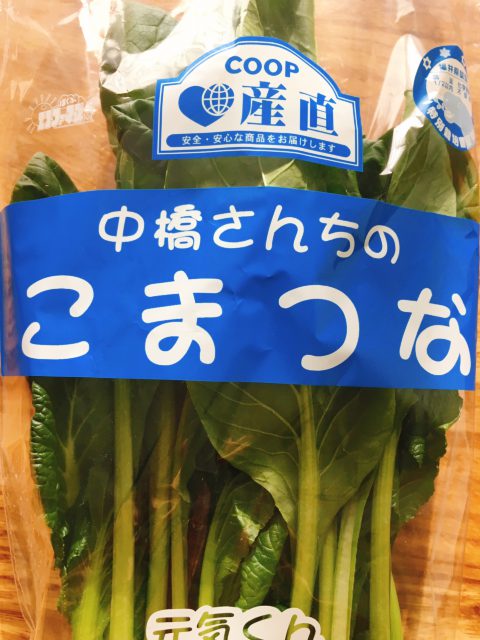 COOP
産直
安全・安心な商品をお届けします
中橋さんちの
こまつな
元気くん